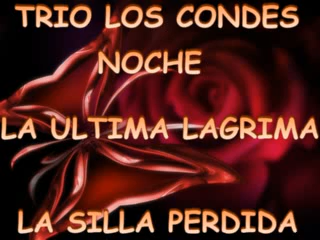 TRIO LOS CONDES
NOCHE
LA ULTIMA LAGRIMA
LA SILLA PERDIDA